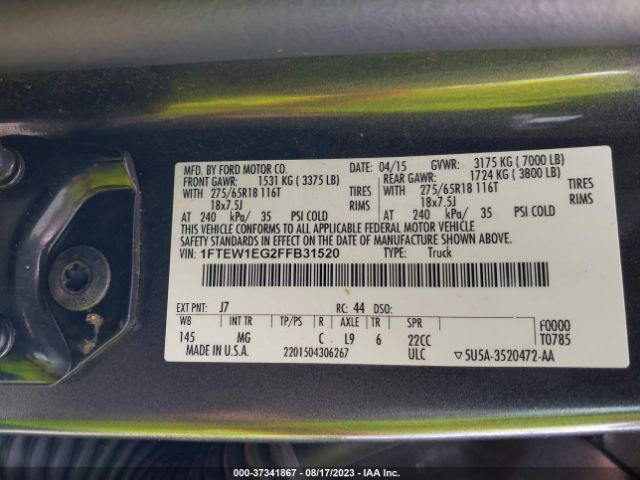 MFD. BY FORD MOTOR CO. 04/15 GVWR: 3175 KG ( 7000 LB)
FRONT GAWR: 1531 KG ( 3375 LB) REAR GAWR: 1724 KG ( 3800 LB)
WITH 275/65R18 116T TIRES WITH 275/65R18 116T TIRES
18x7.5J RIMS 18x7.5J RIMS
AT 240 kPa/ 35 PSI COLD AT 240 kPa/ 35 PSI COLD
THIS VEHICLE CONFORMS TO ALL APPLICABLE FEDERAL MOTOR VEHICLE
SAFETY STANDARDS IN EFFECT ON THE DATE OF MANUFACTURE SHOWN ABOVE.
VIN: 1FTEW1EG2FFB31520 TYPE: Truck
EXT PNT: J7 RC: 44 DSO:
WB INT TR TP/PS R AXLE TR SPR F0000
145 MG C L9 6 22CC T0785
MADE IN U.S.A. 2201504306267 ULC ▽5U5A-3520472-AA
000-37341867 - 08/17/2023 - IAA Inc.